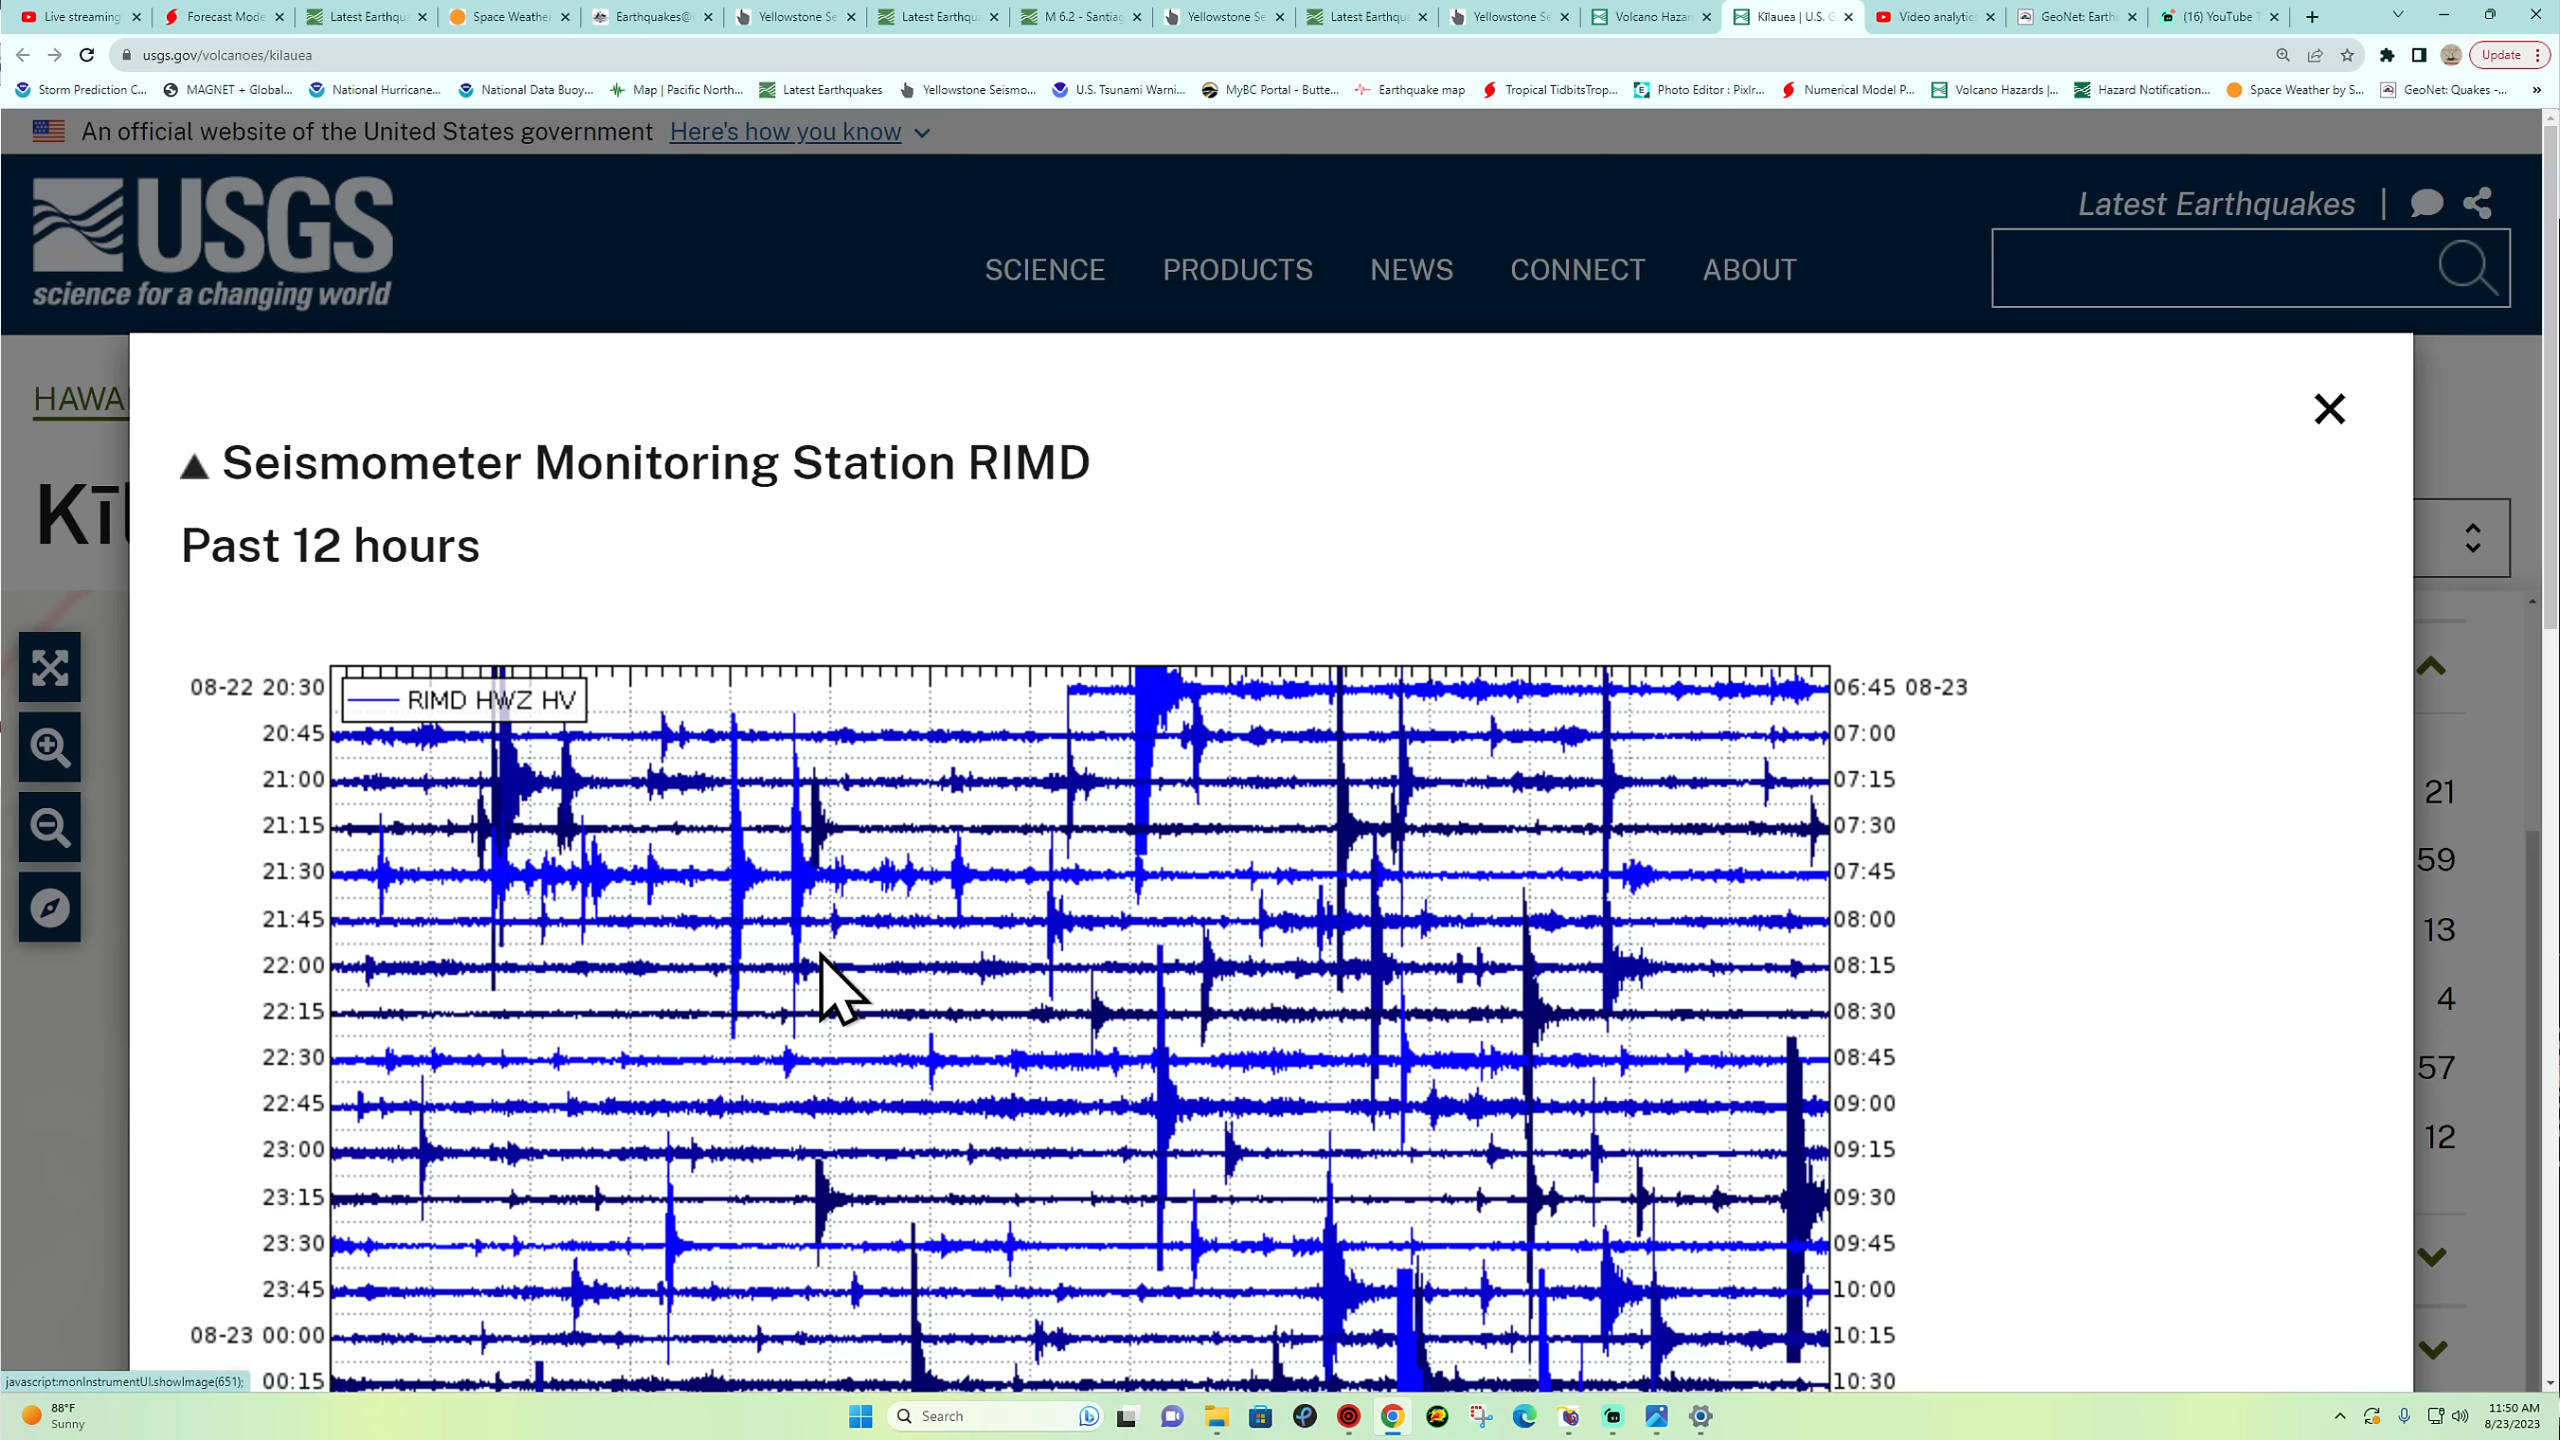 Live streaming
Forecast Mode
Latest Earthqu
Space Weather
Earthquakes@
Yellowstone Se
Latest Earthqu
M 6.2 - Santiag
Yellowstone Se
Latest Earthqu
Yellowstone Se
Volcano Hazar
Kīlauea | U.S. G
Video analytics
GeoNet: Earth
(16) YouTube T
usgs.gov/volcanoes/kilauea
Update
Storm Prediction C...
MAGNET + Global...
National Hurricane...
National Data Buoy...
Map | Pacific North...
Latest Earthquakes
Yellowstone Seismo...
U.S. Tsunami Warni...
MyBC Portal - Butte...
Earthquake map
Tropical TidbitsTrop...
Photo Editor : Pixlr...
Numerical Model P...
Volcano Hazards |...
Hazard Notification...
Space Weather by S...
GeoNet: Quakes -...
»
An official website of the United States government Here's how you know
USGS
science for a changing world
Latest Earthquakes |
SCIENCE PRODUCTS NEWS CONNECT ABOUT
HAWA
Kīl
Seismometer Monitoring Station RIMD
Past 12 hours
RIMD HWZ HV
08-22 20:30 06:45 08-23
20:45 07:00
21:00 07:15
21:15 07:30
21:30 07:45
21:45 08:00
22:00 08:15
22:15 08:30
22:30 08:45
22:45 09:00
23:00 09:15
23:15 09:30
23:30 09:45
23:45 10:00
08-23 00:00 10:15
00:15 10:30
21
59
13
4
57
12
javascript:monInstrumentUI.showImage(651);
88°F
Sunny
Search
11:50 AM
8/23/2023